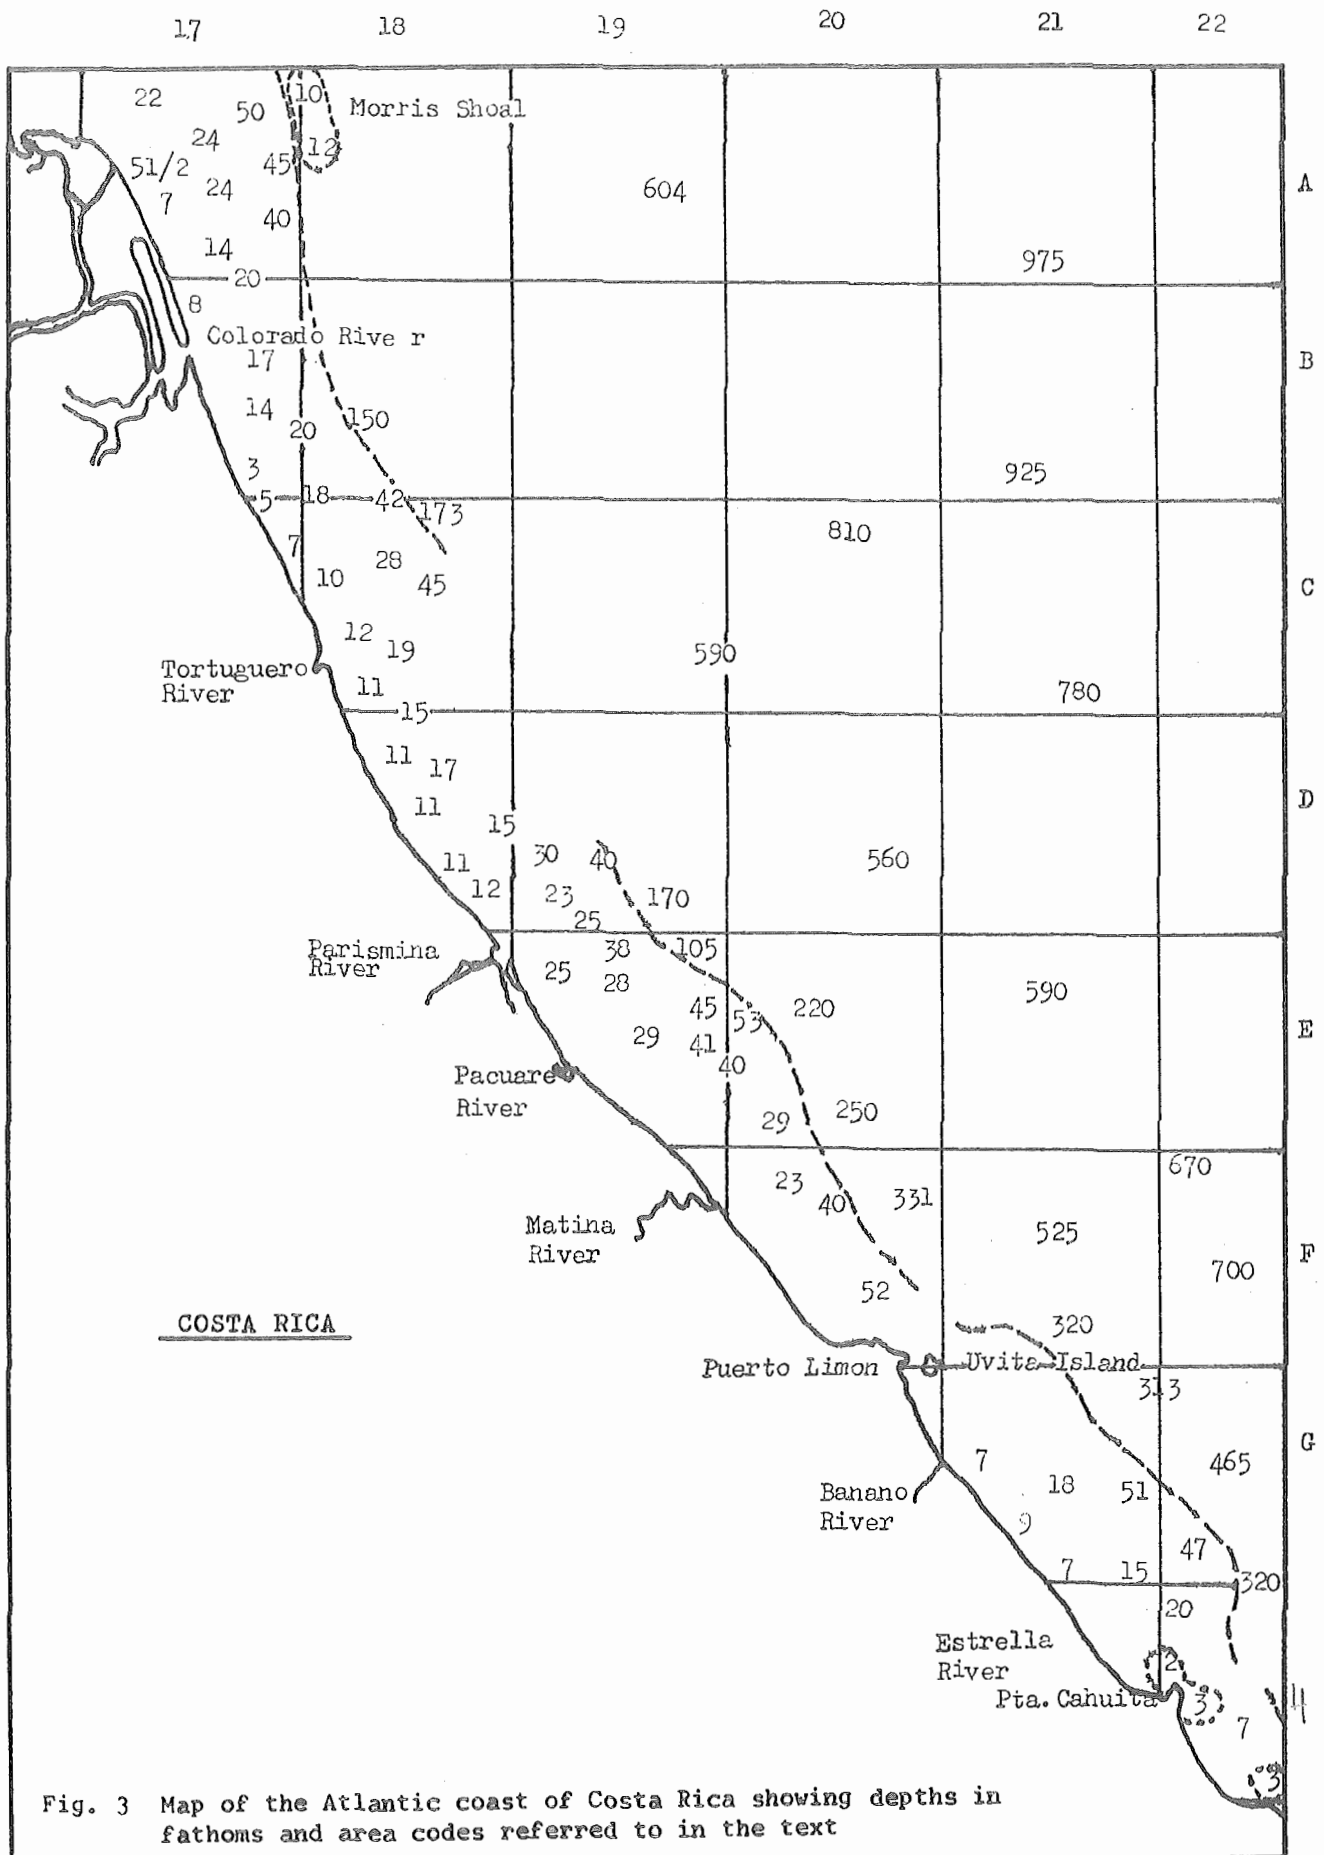 17 18 19 20 21 22
22 50 10 Morris Shoal
24 12
51/2 45
24 604 A
7
40
14 975
20
8
Colorado Rive r
17 B
14 150
20
3 925
5 18 42 173
810
7 28
10 45 C
12 19 590
Tortuguero
River
11 780
15
11 17
11 D
15
30 40 560
11
12 23 170
25
Parismina
River
38 105
25 28 590
45 53 220
29 41 E
40
Pacuare
River
29 250
670
23 40 331
Matina
River
525 F
700
52
COSTA RICA
320
Puerto Limon Uvita Island
313
G
7 465
18 51
Banano
River
9
47
7 15 320
20
Estrella
River
2
Pta. Cahuita 3 H
7
3
Fig. 3 Map of the Atlantic coast of Costa Rica showing depths in
fathoms and area codes referred to in the text